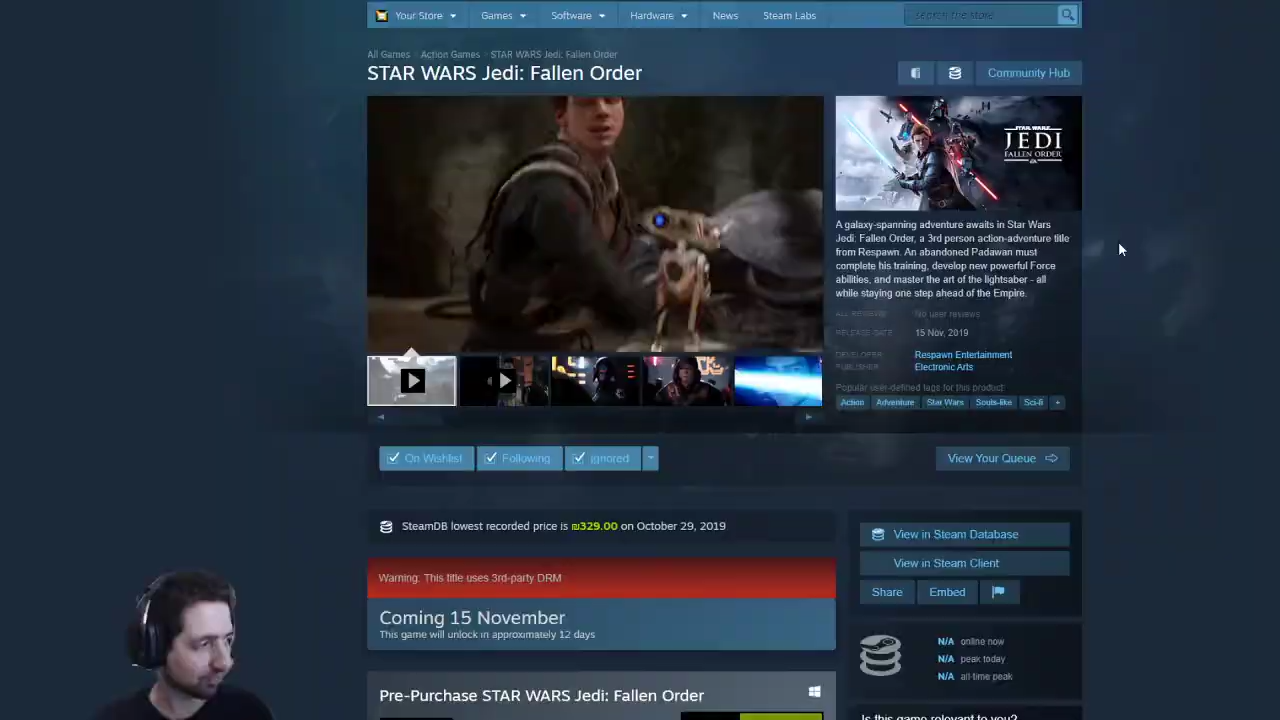 Your Store
Games
Software
Hardware
News
Steam Labs
search the store
All Games > Action Games > STAR WARS Jedi: Fallen Order
STAR WARS Jedi: Fallen Order
Community Hub
STAR WARS
JEDI
FALLEN ORDER
A galaxy-spanning adventure awaits in Star Wars
Jedi: Fallen Order, a 3rd person action-adventure title
from Respawn. An abandoned Padawan must
complete his training, develop new powerful Force
abilities, and master the art of the lightsaber - all
while staying one step ahead of the Empire.
ALL REVIEWS: No user reviews
RELEASE DATE: 15 Nov, 2019
DEVELOPER: Respawn Entertainment
PUBLISHER: Electronic Arts
Popular user-defined tags for this product:
Action Adventure Star Wars Souls-like Sci-fi +
On Wishlist
Following
Ignored
View Your Queue
SteamDB lowest recorded price is ₪329.00 on October 29, 2019
Warning: This title uses 3rd-party DRM
Coming 15 November
This game will unlock in approximately 12 days
Pre-Purchase STAR WARS Jedi: Fallen Order
View in Steam Database
View in Steam Client
Share
Embed
N/A online now
N/A peak today
N/A all-time peak
Is this game relevant to you?